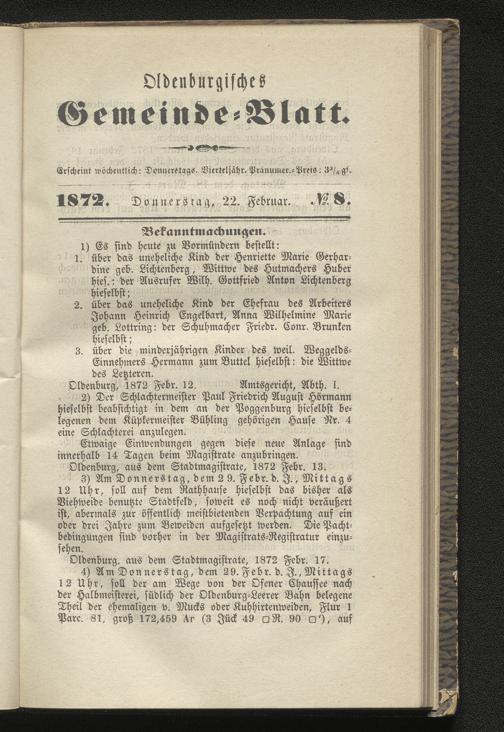 Oldenburgisches
Gemeinde-Blatt.
Erscheint wöchentlich: Donnerstags. Vierteljähr. Pränumer.-Preis: 3¾ gr.
1872. Donnerstag, 22. Februar. № 8.
Bekanntmachungen.
1) Es sind heute zu Vormündern bestellt:
1. über das uneheliche Kind der Henriette Marie Gerhar-
dine geb. Lichtenberg, Wittwe des Hutmachers Huber
hies.: der Ausrufer Wilh. Gottfried Anton Lichtenberg
hieselbst;
2. über das uneheliche Kind der Ehefrau des Arbeiters
Johann Heinrich Engelbart, Anna Wilhelmine Marie
geb. Lottring: der Schuhmacher Friedr. Conr. Brunken
hieselbst;
3. über die minderjährigen Kinder des weil. Weggelds-
Einnehmers Hermann zum Buttel hieselbst: die Wittwe
des Letzteren.
Oldenburg, 1872 Febr. 12. Amtsgericht, Abth. I.
2) Der Schlachtermeister Paul Friedrich August Hörmann
hieselbst beabsichtigt in dem an der Poggenburg hieselbst be-
legenen dem Küpkermeister Bühling gehörigen Hause Nr. 4
eine Schlachterei anzulegen.
Etwaige Einwendungen gegen diese neue Anlage sind
innerhalb 14 Tagen beim Magistrate anzubringen.
Oldenburg, aus dem Stadtmagistrate, 1872 Febr. 13.
3) Am Donnerstag, dem 29. Febr. d. J., Mittags
12 Uhr, soll auf dem Rathhause hieselbst das bisher als
Viehweide benutzte Stadtfeld, soweit es noch nicht veräußert
ist, abermals zur öffentlich meistbietenden Verpachtung auf ein
oder drei Jahre zum Beweiden aufgesetzt werden. Die Pacht-
bedingungen sind vorher in der Magistrats-Registratur einzu-
sehen.
Oldenburg, aus dem Stadtmagistrate, 1872 Febr. 17.
4) Am Donnerstag, dem 29. Febr. d. J., Mittags
12 Uhr, soll der am Wege von der Ofener Chaussee nach
der Halbmeisterei, südlich der Oldenburg-Leerer Bahn belegene
Theil der ehemaligen v. Mucks oder Kuhhirtenweiden, Flur 1
Parc. 81, groß 172,459 Ar (3 Jück 49 □R. 90 □'), auf